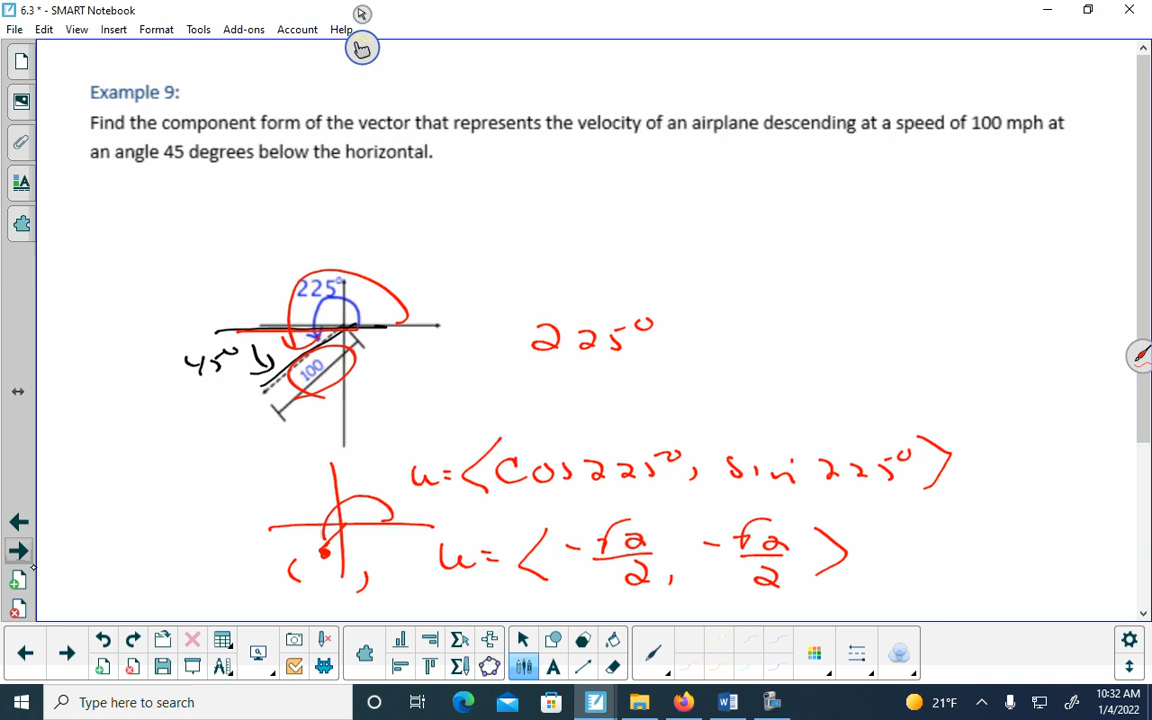 6.3 * - SMART Notebook
File Edit View Insert Format Tools Add-ons Account Help
Example 9:
Find the component form of the vector that represents the velocity of an airplane descending at a speed of 100 mph at
an angle 45 degrees below the horizontal.
225°
225°
45°
100
u=⟨cos225°, sin 225°⟩
u= ⟨-√2/2, -√2/2⟩
( , )
Type here to search
21°F
10:32 AM
1/4/2022